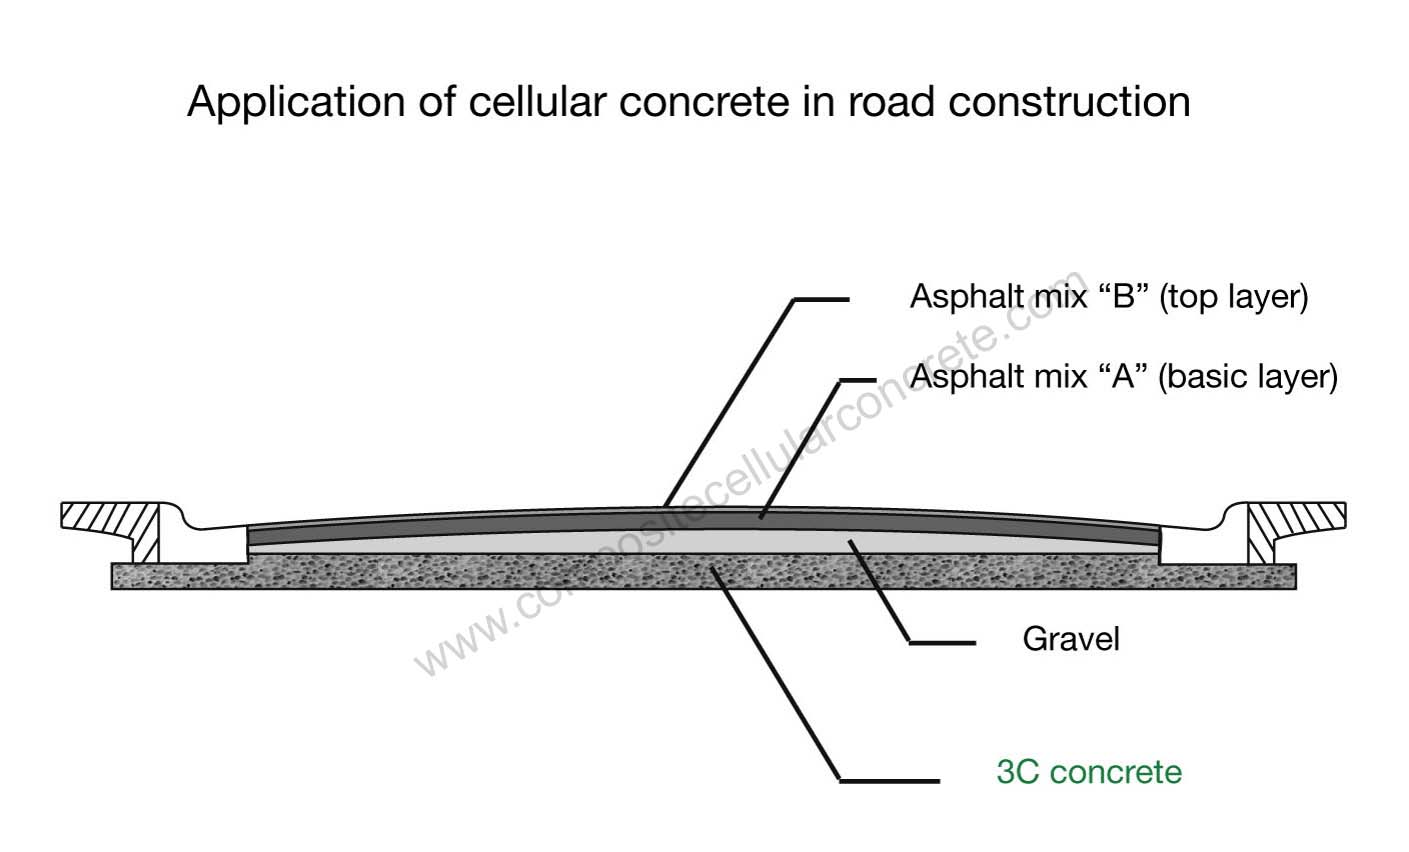 Application of cellular concrete in road construction
Asphalt mix “B” (top layer)
Asphalt mix “A” (basic layer)
www.compositecellularconcrete.com
Gravel
3C concrete